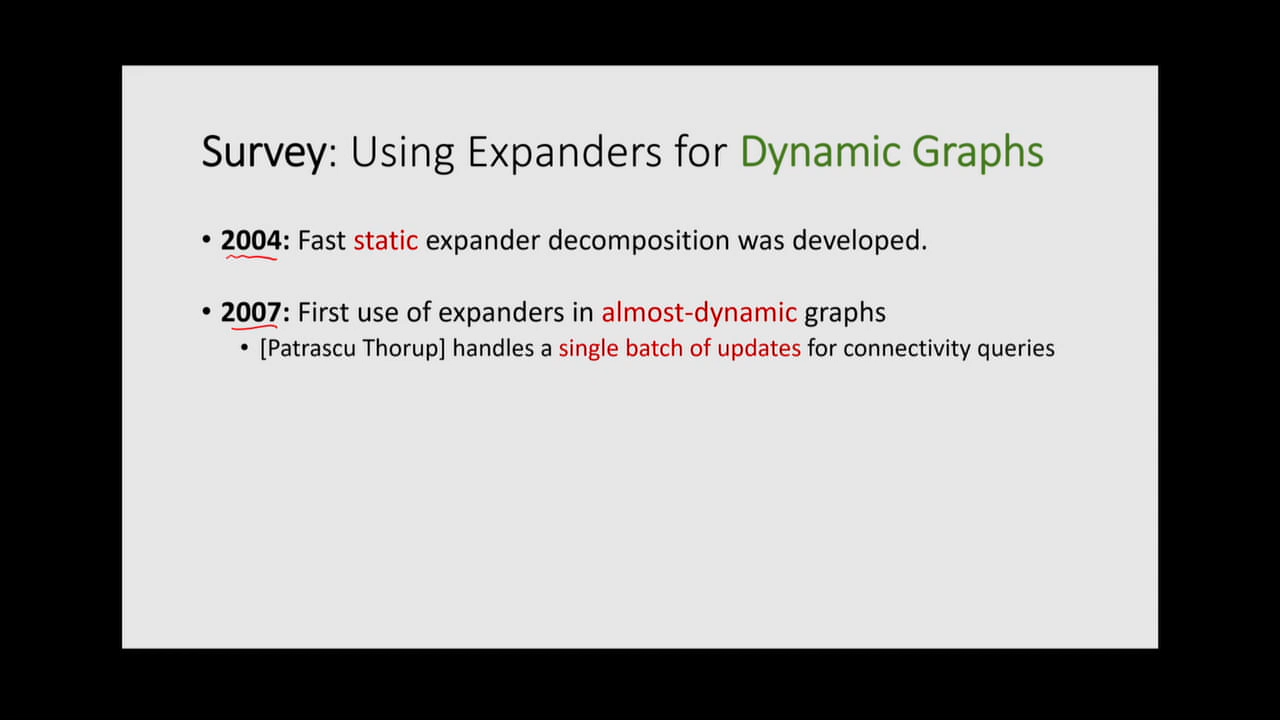 Survey: Using Expanders for Dynamic Graphs
• 2004: Fast static expander decomposition was developed.
• 2007: First use of expanders in almost-dynamic graphs
• [Patrascu Thorup] handles a single batch of updates for connectivity queries